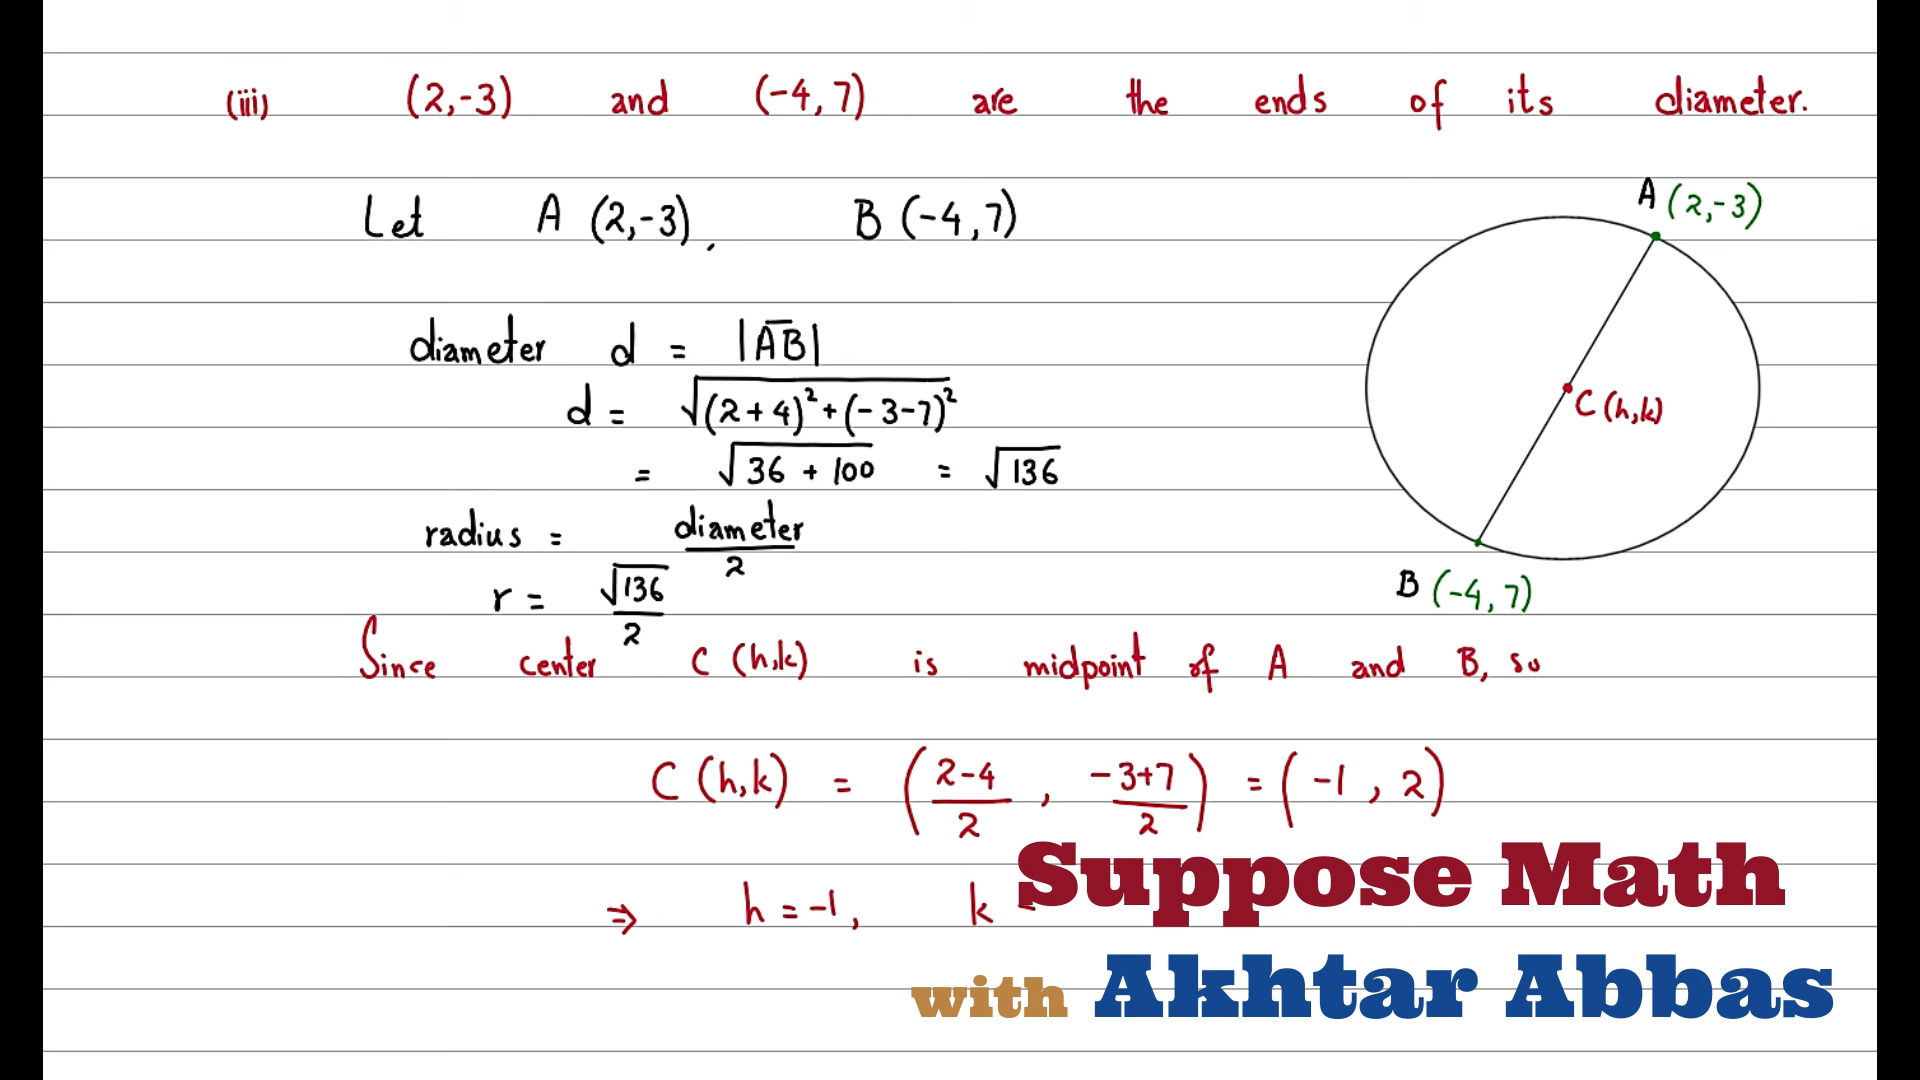 (iii) (2,-3) and (-4,7) are the ends of its diameter.
Let A (2,-3), B (-4,7)
A (2,-3)
diameter d = |AB̅|
d = √(2+4)²+(-3-7)²
C (h,k)
= √36 + 100 = √136
radius = diameter/2
B (-4,7)
r = √136/2
Since center C (h,k) is midpoint of A and B, so
C (h,k) = (2-4/2 , -3+7/2) = (-1 , 2)
⇒ h = -1, k
Suppose Math
with Akhtar Abbas